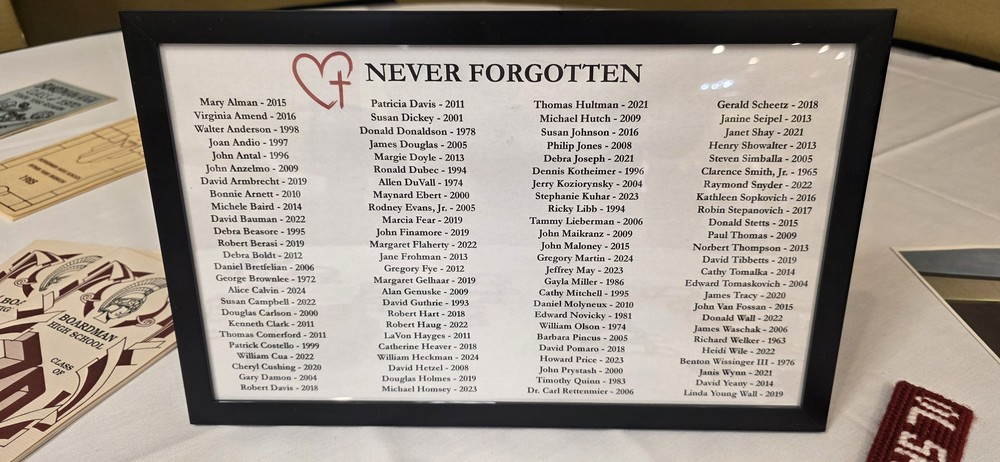 NEVER FORGOTTEN
Mary Alman - 2015
Virginia Amend - 2016
Walter Anderson - 1998
Joan Andio - 1997
John Antal - 1996
John Anzelmo - 2009
David Armbrecht - 2019
Bonnie Arnett - 2010
Michele Baird - 2014
David Bauman - 2022
Debra Beasore - 1995
Robert Berasi - 2019
Debra Boldt - 2012
Daniel Bretfelian - 2006
George Brownlee - 1972
Alice Calvin - 2024
Susan Campbell - 2022
Douglas Carlson - 2000
Kenneth Clark - 2011
Thomas Comerford - 2011
Patrick Costello - 1999
William Cua - 2022
Cheryl Cushing - 2020
Gary Damon - 2004
Robert Davis - 2018
Patricia Davis - 2011
Susan Dickey - 2001
Donald Donaldson - 1978
James Douglas - 2005
Margie Doyle - 2013
Ronald Dubec - 1994
Allen DuVall - 1974
Maynard Ebert - 2000
Rodney Evans, Jr. - 2005
Marcia Fear - 2019
John Finamore - 2019
Margaret Flaherty - 2022
Jane Frohman - 2013
Gregory Fye - 2012
Margaret Gelhaar - 2019
Alan Genuske - 2009
David Guthrie - 1993
Robert Hart - 2018
Robert Haug - 2022
LaVon Hayges - 2011
Catherine Heaver - 2018
William Heckman - 2024
David Hetzel - 2008
Douglas Holmes - 2019
Michael Homsey - 2023
Thomas Hultman - 2021
Michael Hutch - 2009
Susan Johnson - 2016
Philip Jones - 2008
Debra Joseph - 2021
Dennis Kotheimer - 1996
Jerry Koziorynsky - 2004
Stephanie Kuhar - 2023
Ricky Libb - 1994
Tammy Lieberman - 2006
John Maikranz - 2009
John Maloney - 2015
Gregory Martin - 2024
Jeffrey May - 2023
Gayla Miller - 1986
Cathy Mitchell - 1995
Daniel Molyneux - 2010
Edward Novicky - 1981
William Olson - 1974
Barbara Pincus - 2005
David Pomaro - 2018
Howard Price - 2023
John Prystash - 2000
Timothy Quinn - 1983
Dr. Carl Rettenmier - 2006
Gerald Scheetz - 2018
Janine Seipel - 2013
Janet Shay - 2021
Henry Showalter - 2013
Steven Simballa - 2005
Clarence Smith, Jr. - 1965
Raymond Snyder - 2022
Kathleen Sopkovich - 2016
Robin Stepanovich - 2017
Donald Stetts - 2015
Paul Thomas - 2009
Norbert Thompson - 2013
David Tibbetts - 2019
Cathy Tomalka - 2014
Edward Tomaskovich - 2004
James Tracy - 2020
John Van Fossan - 2015
Donald Wall - 2022
James Waschak - 2006
Richard Welker - 1963
Heidi Wile - 2022
Benton Wissinger III - 1976
Janis Wynn - 2021
David Yeany - 2014
Linda Young Wall - 2019
BOARDMAN
HIGH SCHOOL
CLASS
OF